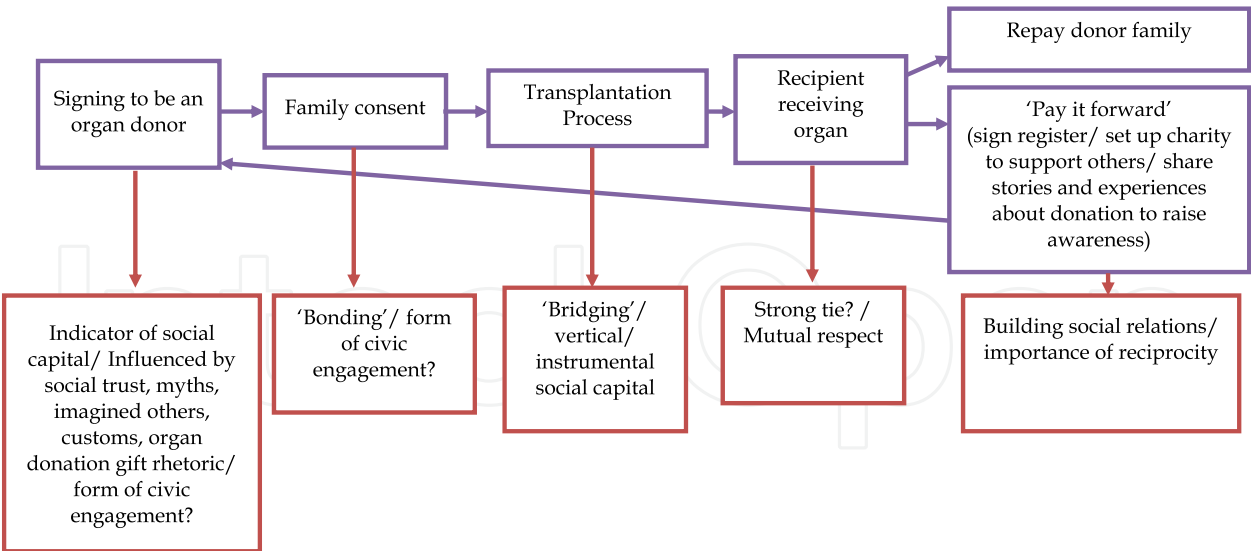 Signing to be an
organ donor
Family consent
Transplantation
Process
Recipient
receiving
organ
Repay donor family
‘Pay it forward’
(sign register/ set up charity
to support others/ share
stories and experiences
about donation to raise
awareness)
Indicator of social
capital/ Influenced by
social trust, myths,
imagined others,
customs, organ
donation gift rhetoric/
form of civic
engagement?
‘Bonding’/ form
of civic
engagement?
‘Bridging’/
vertical/
instrumental
social capital
Strong tie? /
Mutual respect
Building social relations/
importance of reciprocity